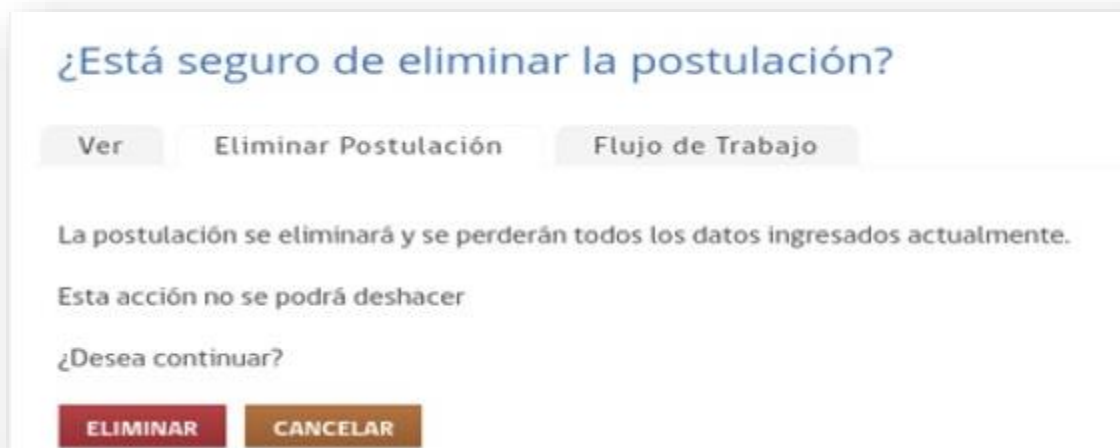 ¿Está seguro de eliminar la postulación?
Ver Eliminar Postulación Flujo de Trabajo
La postulación se eliminará y se perderán todos los datos ingresados actualmente.
Esta acción no se podrá deshacer
¿Desea continuar?
ELIMINAR CANCELAR